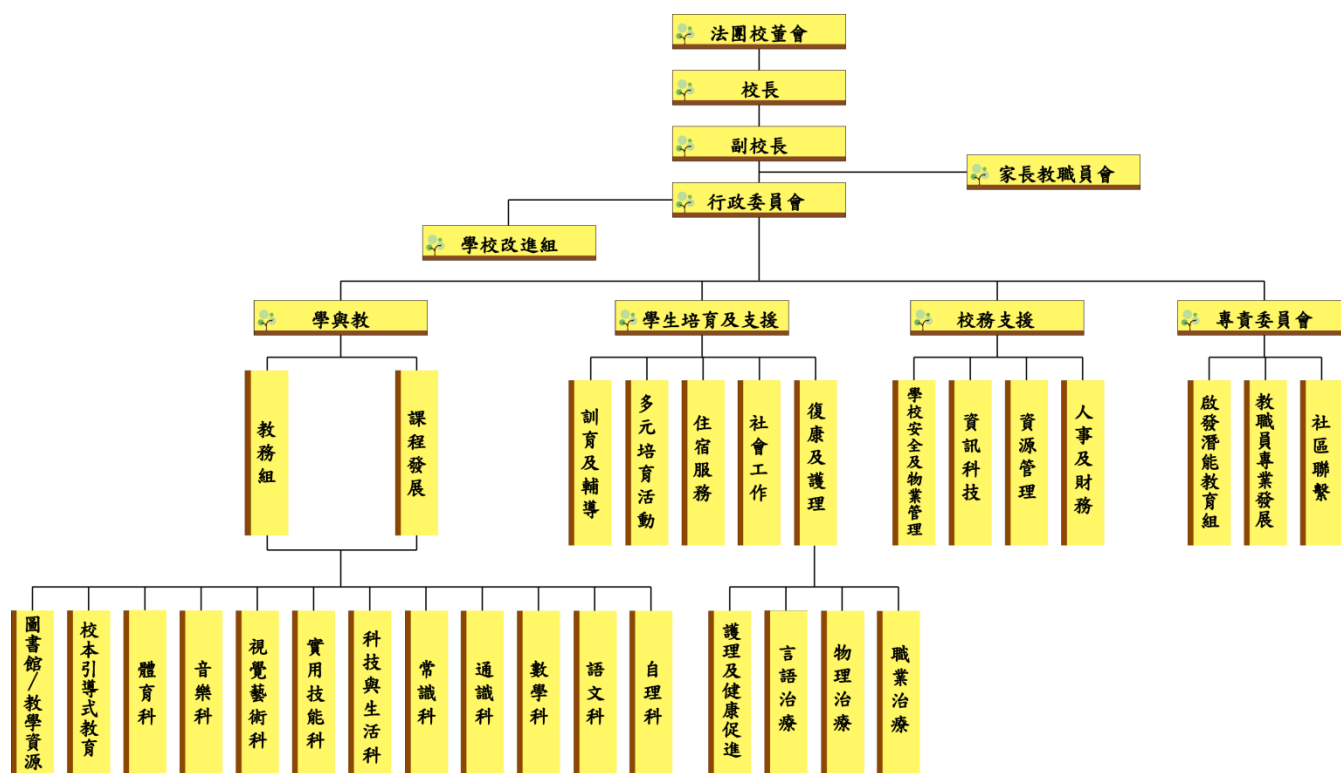 法團校董會
校長
副校長
家長教職員會
行政委員會
學校改進組
學與教
學生培育及支援
校務支援
專責委員會
教務組
課程發展
訓育及輔導
多元培育活動
住宿服務
社會工作
復康及護理
學校安全及物業管理
資訊科技
資源管理
人事及財務
啟發潛能教育組
教職員專業發展
社區聯繫
圖書館/教學資源
校本引導式教育
體育科
音樂科
視覺藝術科
實用技能科
科技與生活科
常識科
通識科
數學科
語文科
自理科
護理及健康促進
言語治療
物理治療
職業治療